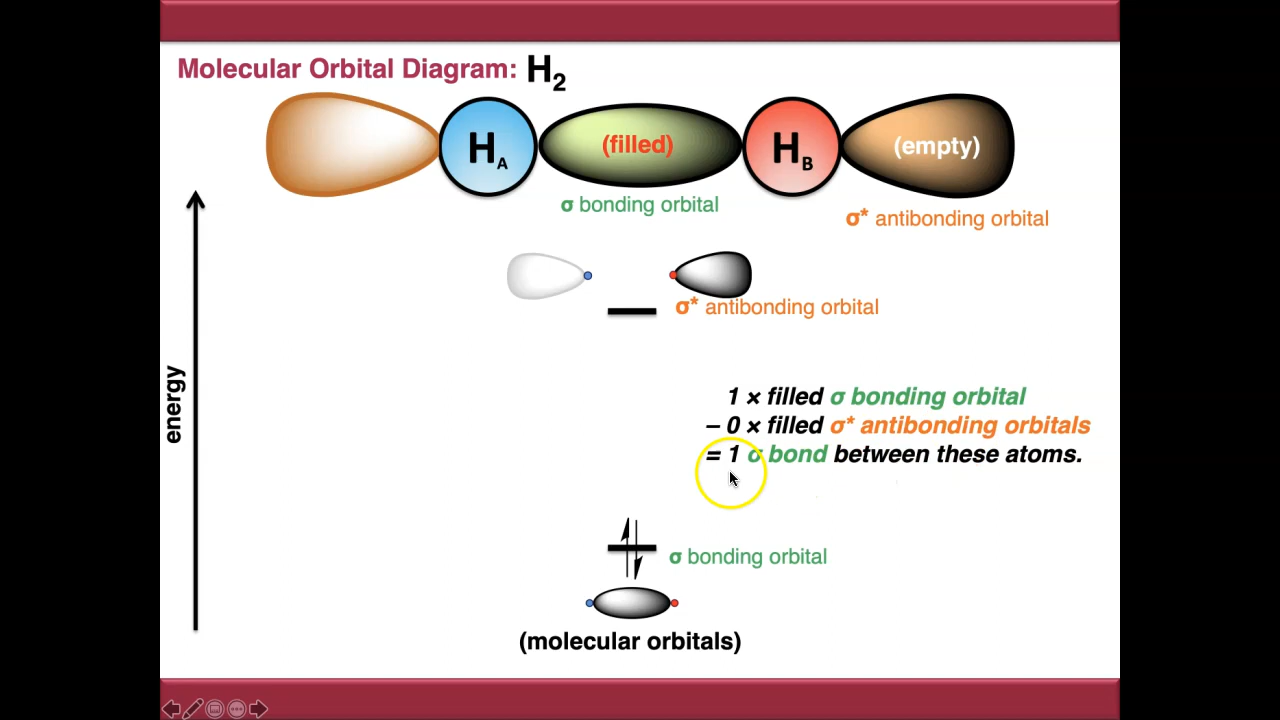 Molecular Orbital Diagram: H₂
H_A (filled) H_B (empty)
σ bonding orbital
σ* antibonding orbital
σ* antibonding orbital
energy
1 × filled σ bonding orbital
– 0 × filled σ* antibonding orbitals
= 1 σ bond between these atoms.
σ bonding orbital
(molecular orbitals)